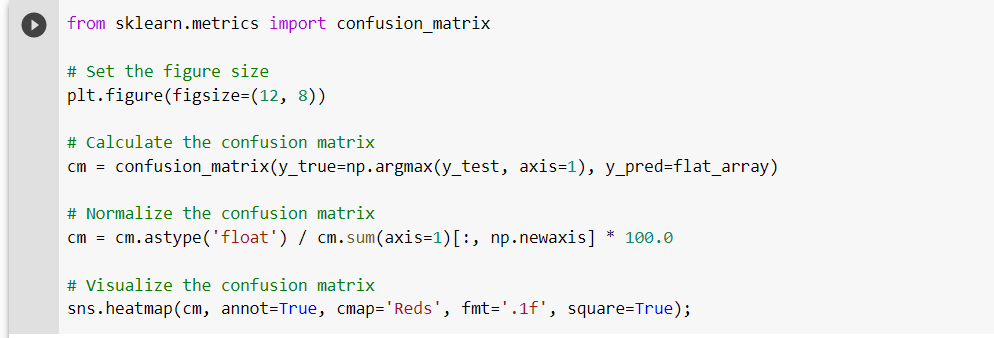 from sklearn.metrics import confusion_matrix
# Set the figure size
plt.figure(figsize=(12, 8))
# Calculate the confusion matrix
cm = confusion_matrix(y_true=np.argmax(y_test, axis=1), y_pred=flat_array)
# Normalize the confusion matrix
cm = cm.astype('float') / cm.sum(axis=1)[:, np.newaxis] * 100.0
# Visualize the confusion matrix
sns.heatmap(cm, annot=True, cmap='Reds', fmt='.1f', square=True);